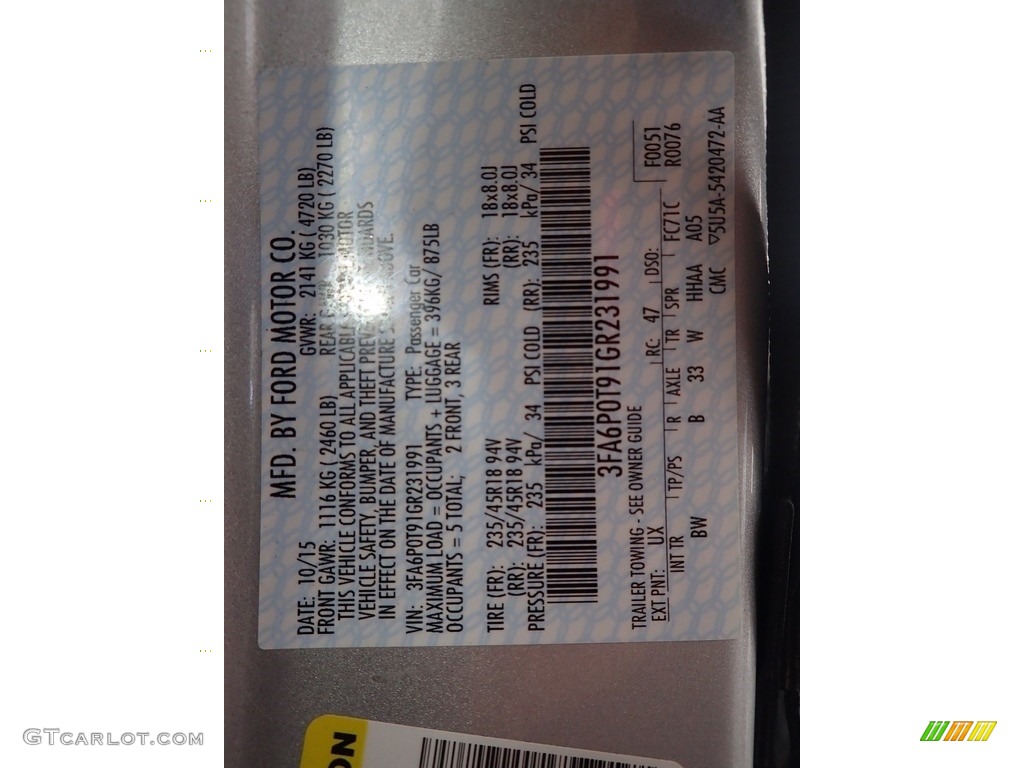 MFD. BY FORD MOTOR CO.
DATE: 10/15 GVWR: 2141 KG ( 4720 LB)
FRONT GAWR: 1116 KG ( 2460 LB) REAR 1030 KG ( 2270 LB)
THIS VEHICLE CONFORMS TO ALL APPLICABLE MOTOR
VEHICLE SAFETY, BUMPER, AND THEFT
IN EFFECT ON THE DATE OF MANUFACTURE
VIN: 3FA6P0T91GR231991 TYPE: Passenger Car
MAXIMUM LOAD = OCCUPANTS + LUGGAGE = 396KG/ 875LB
OCCUPANTS = 5 TOTAL; 2 FRONT, 3 REAR
TIRE (FR): 235/45R18 94V RIMS (FR): 18x8.0J
(RR): 235/45R18 94V (RR): 18x8.0J
PRESSURE (FR): 235 kPa/ 34 PSI COLD (RR): 235 kPa/ 34 PSI COLD
3FA6P0T91GR231991
TRAILER TOWING - SEE OWNER GUIDE F0051
EXT PNT: UX RC: 47 DSO: R0076
INT TR TP/PS R AXLE TR SPR FC71C
BW B 33 W HHAA A05
CMC ▽5U5A-5420472-AA
ON
GTCarlot.com